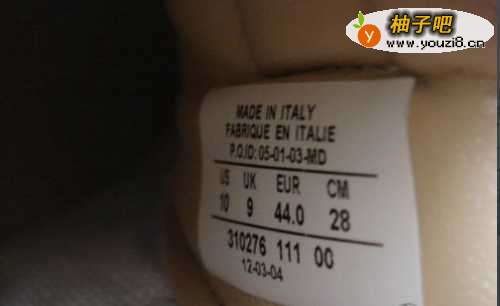 柚子吧
www.youzi8.cn
MADE IN ITALY
FABRIQUE EN ITALIE
P.O.ID:05-01-03-MD
US UK EUR CM
10 9 44.0 28
310276 111 00
12-03-04